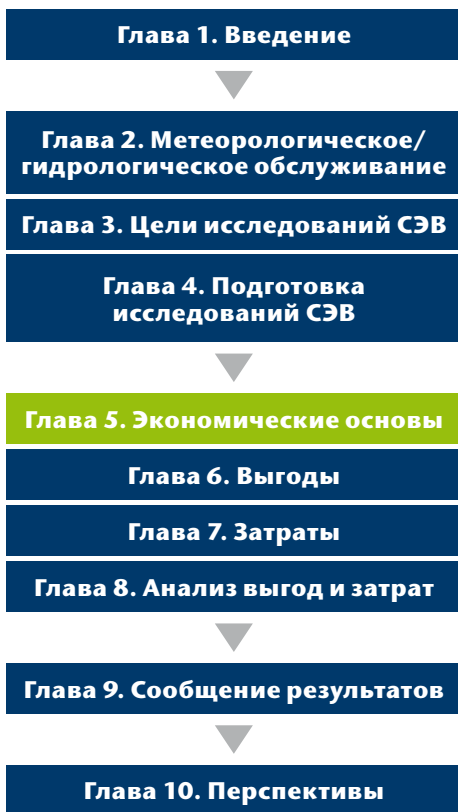 Глава 1. Введение
Глава 2. Метеорологическое/
гидрологическое обслуживание
Глава 3. Цели исследований СЭВ
Глава 4. Подготовка
исследований СЭВ
Глава 5. Экономические основы
Глава 6. Выгоды
Глава 7. Затраты
Глава 8. Анализ выгод и затрат
Глава 9. Сообщение результатов
Глава 10. Перспективы